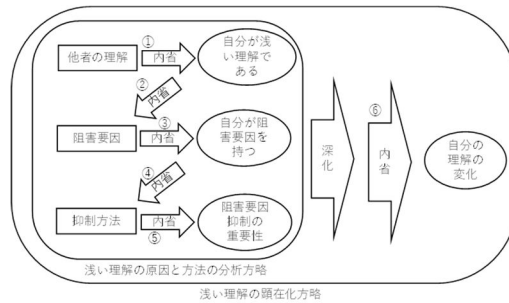 ①
他者の理解
内省
自分が浅
い理解で
ある
②
内省
阻害要因
③
内省
自分が阻
害要因を
持つ
④
内省
抑制方法
内省
⑤
阻害要因
抑制の
重要性
深化
⑥
内省
自分の
理解の
変化
浅い理解の原因と方法の分析方略
浅い理解の顕在化方略